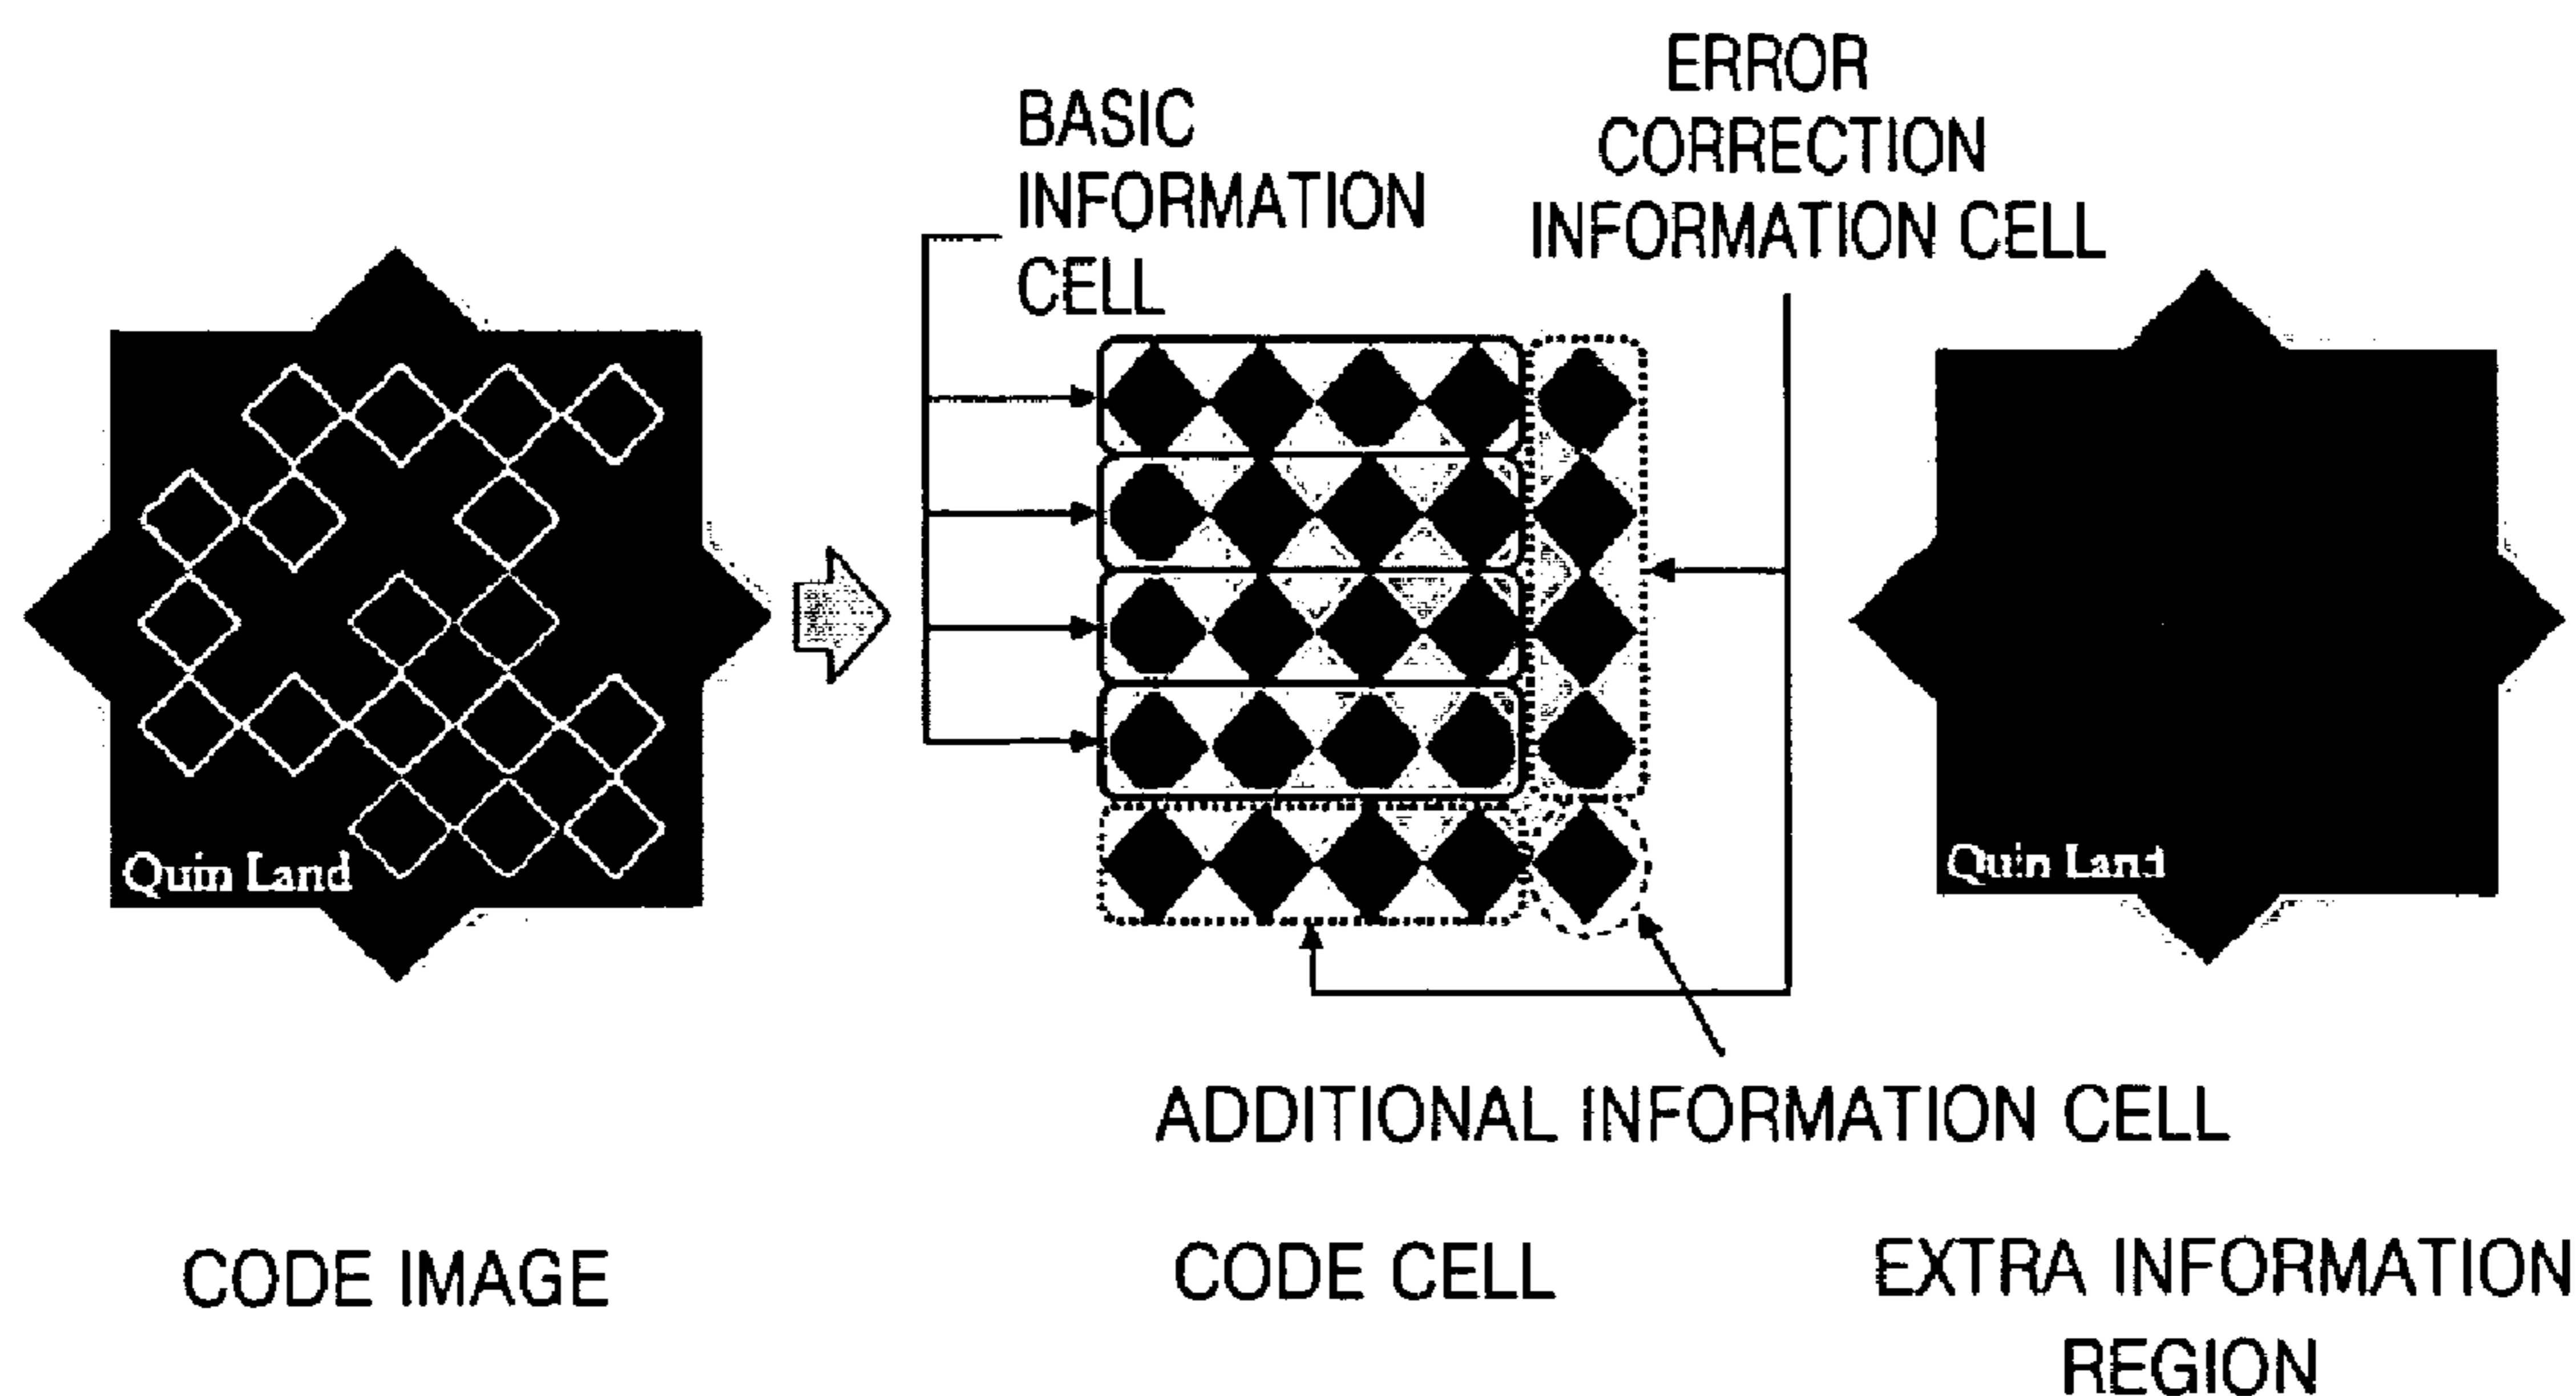 BASIC
INFORMATION
CELL
ERROR
CORRECTION
INFORMATION CELL
Quin Land
Quin Land
ADDITIONAL INFORMATION CELL
CODE IMAGE
CODE CELL
EXTRA INFORMATION
REGION